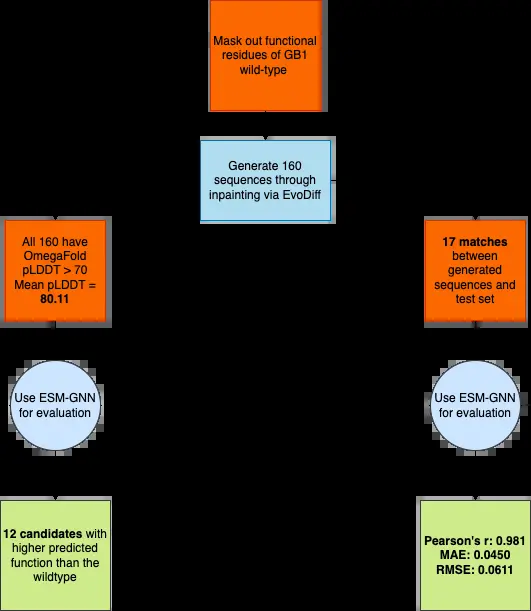 Mask out functional
residues of GB1
wild-type
Generate 160
sequences through
inpainting via EvoDiff
All 160 have
OmegaFold
pLDDT > 70
Mean pLDDT =
80.11
17 matches
between
generated
sequences and
test set
Use ESM-GNN
for evaluation
Use ESM-GNN
for evaluation
12 candidates with
higher predicted
function than the
wildtype
Pearson's r: 0.981
MAE: 0.0450
RMSE: 0.0611